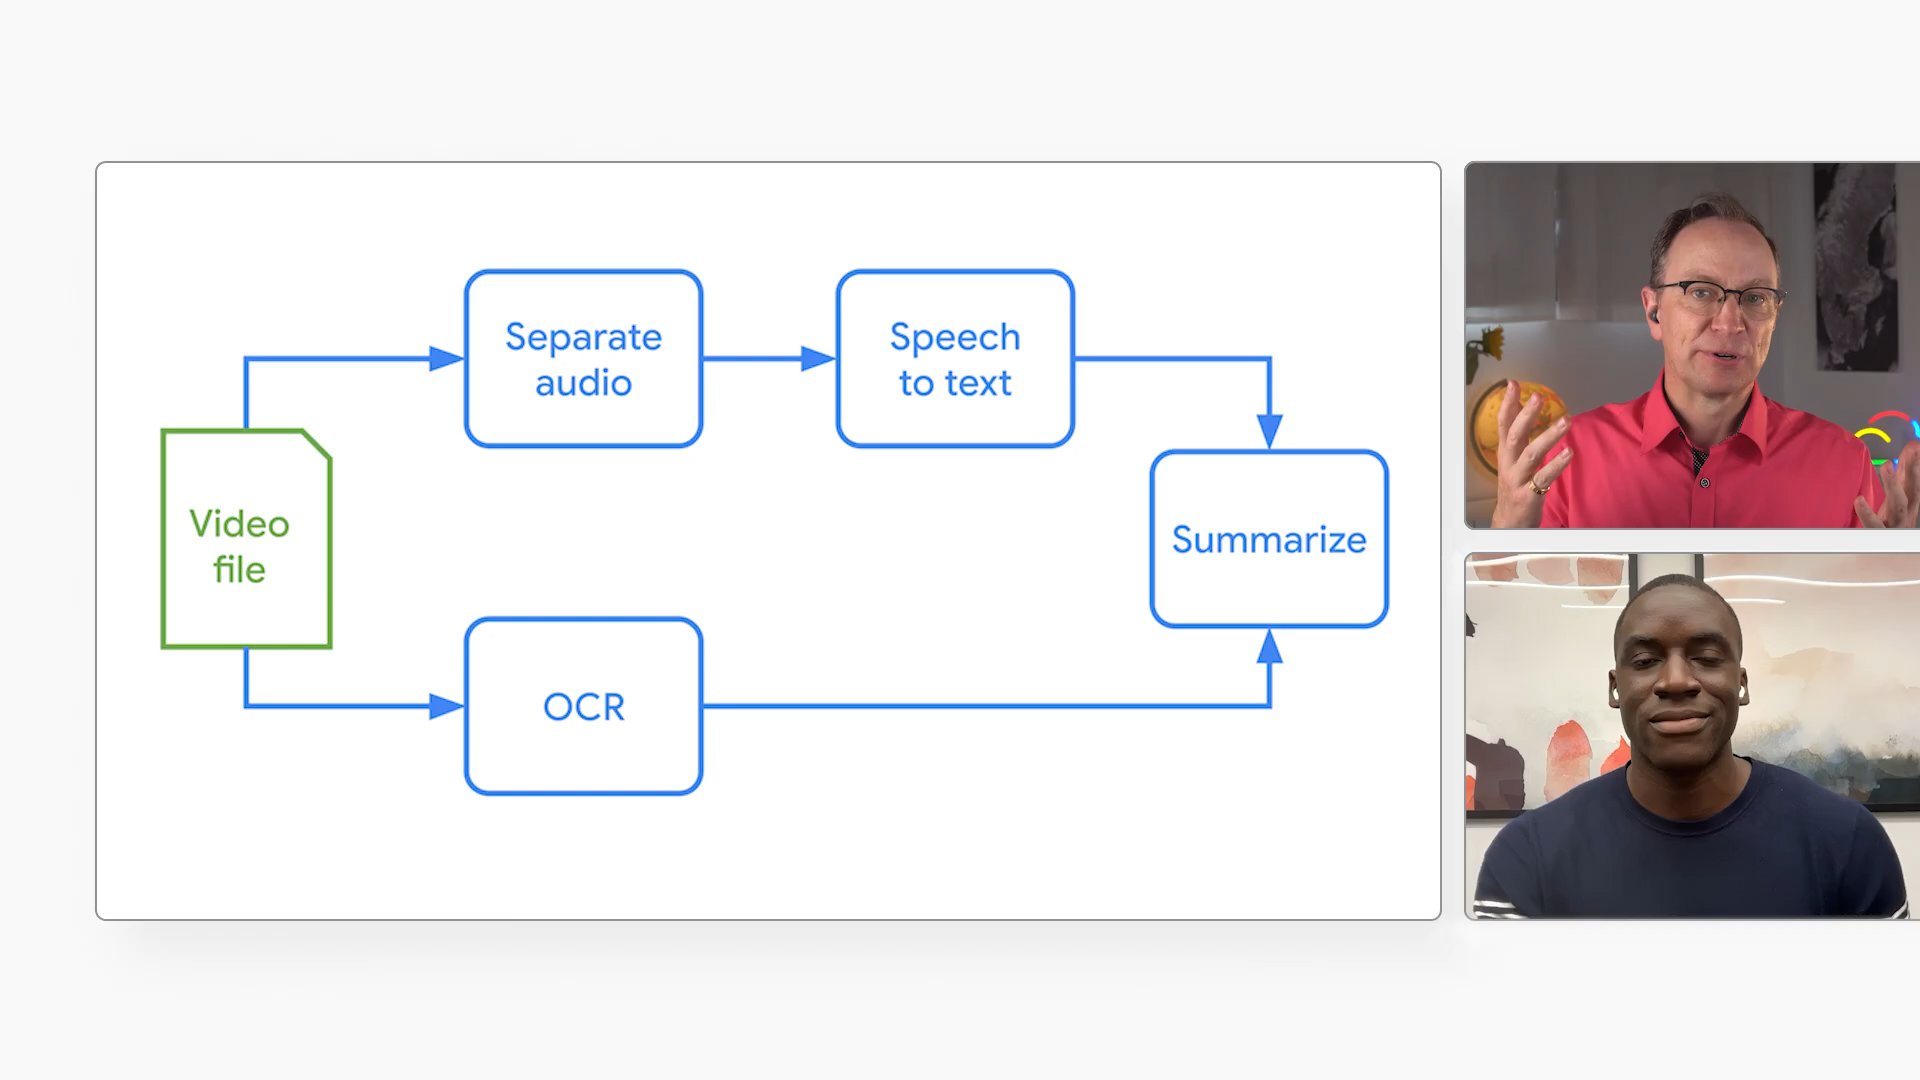 Separate
audio
Speech
to text
Video
file
Summarize
OCR